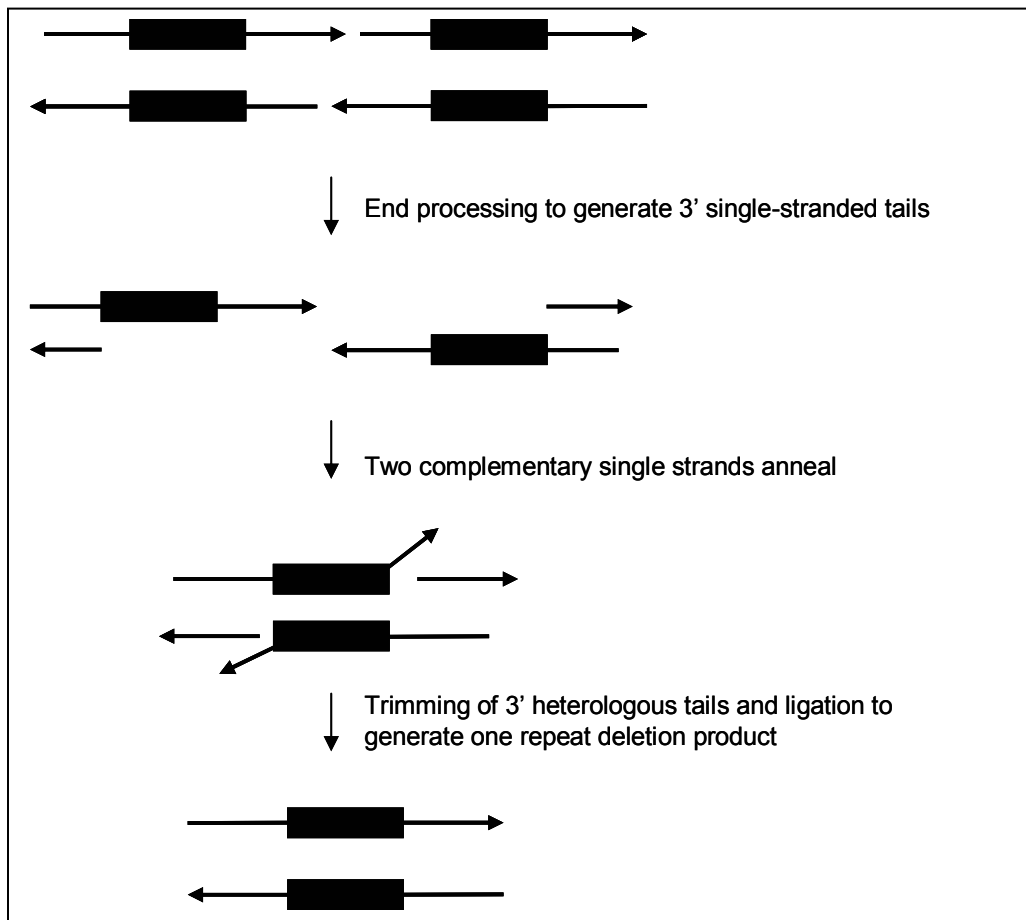 End processing to generate 3’ single-stranded tails
Two complementary single strands anneal
Trimming of 3’ heterologous tails and ligation to
generate one repeat deletion product